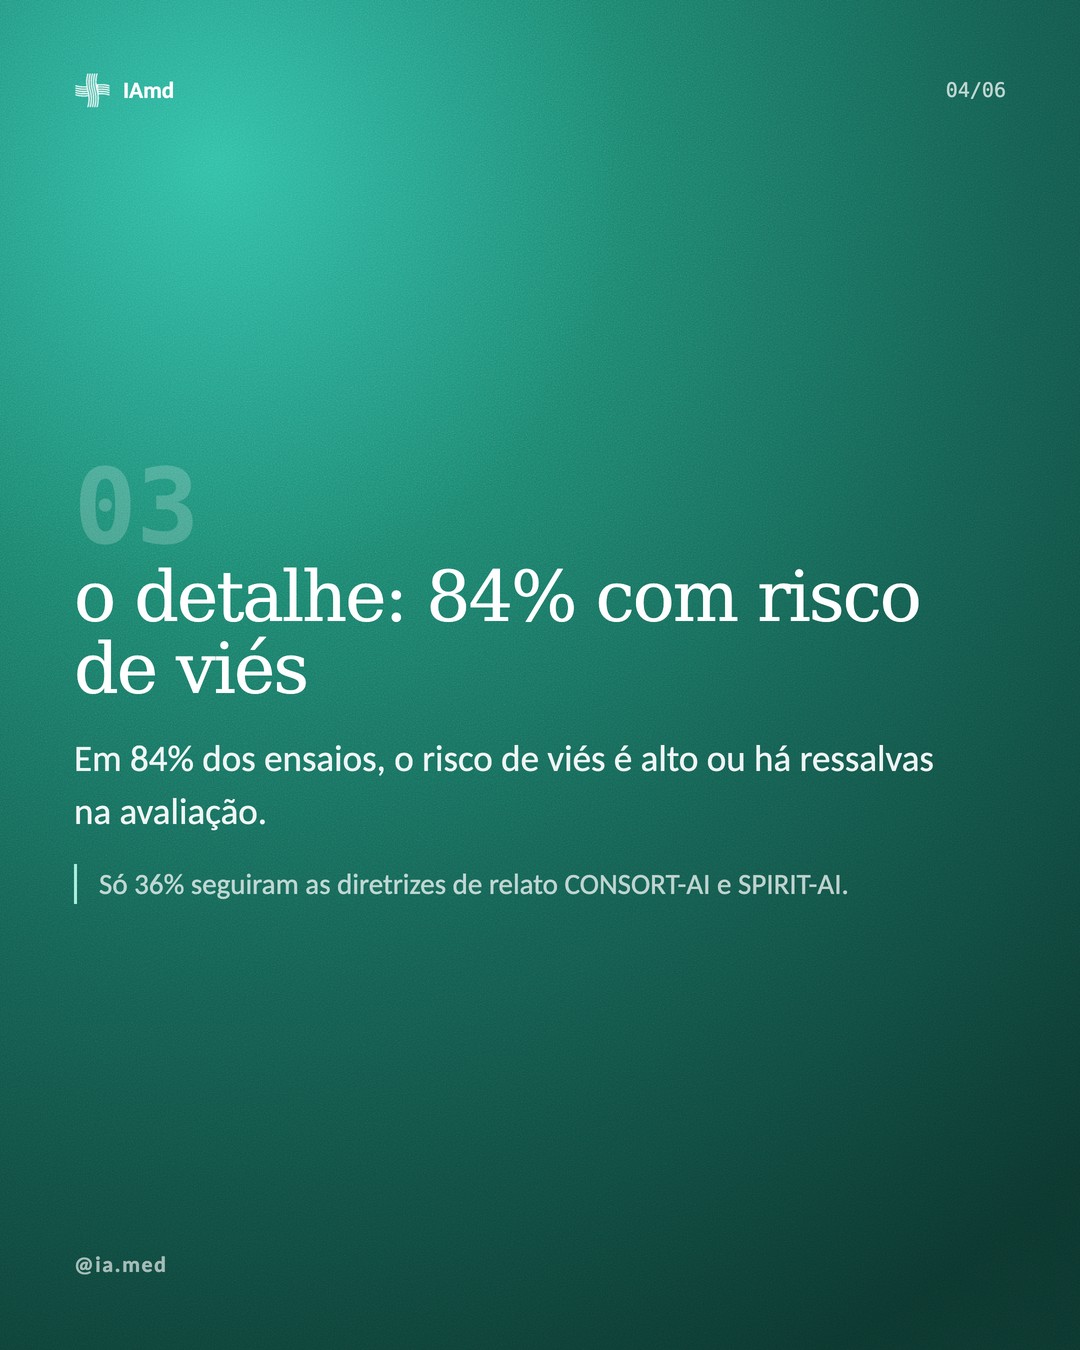 IAmd
04/06
03
o detalhe: 84% com risco
de viés
Em 84% dos ensaios, o risco de viés é alto ou há ressalvas
na avaliação.
Só 36% seguiram as diretrizes de relato CONSORT-AI e SPIRIT-AI.
@ia.med